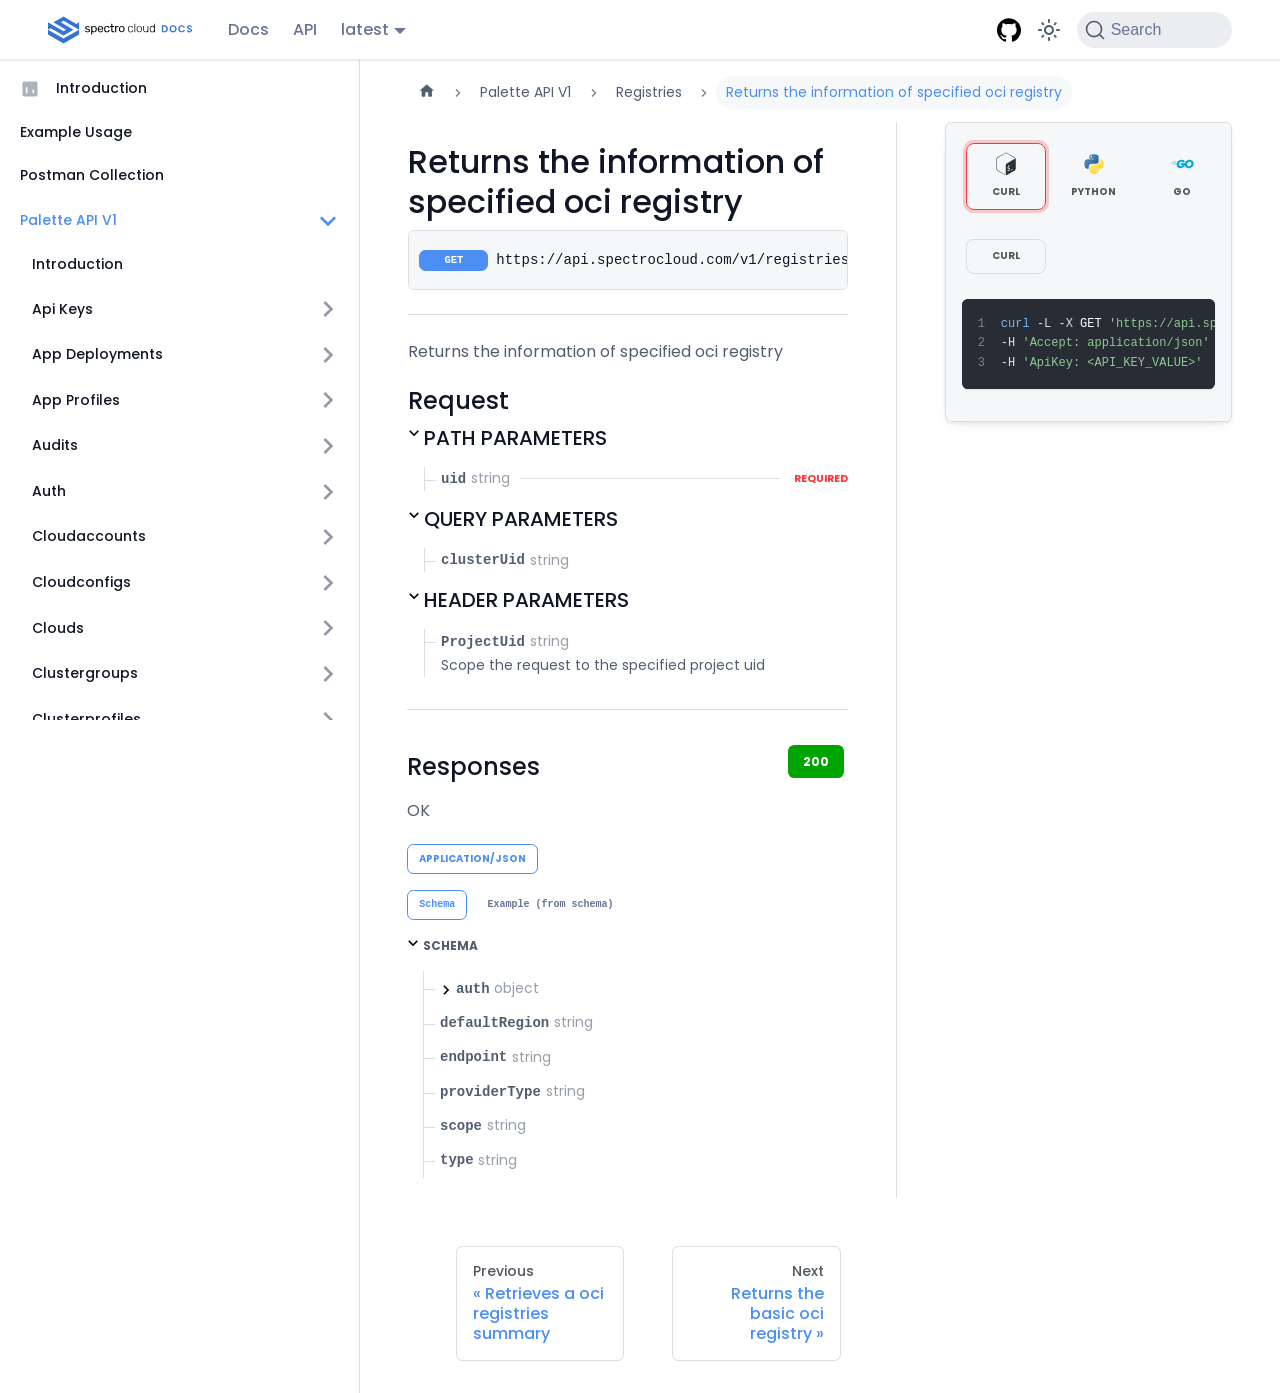 spectro cloud DOCS
Docs
API
latest
Search
Introduction
Example Usage
Postman Collection
Palette API V1
Introduction
Api Keys
App Deployments
App Profiles
Audits
Auth
Cloudaccounts
Cloudconfigs
Clouds
Clustergroups
Clusterprofiles
Palette API V1
Registries
Returns the information of specified oci registry
Returns the information of
specified oci registry
GET https://api.spectrocloud.com/v1/registries
Returns the information of specified oci registry
Request
PATH PARAMETERS
uid string REQUIRED
QUERY PARAMETERS
clusterUid string
HEADER PARAMETERS
ProjectUid string
Scope the request to the specified project uid
Responses
200
OK
APPLICATION/JSON
Schema Example (from schema)
SCHEMA
auth object
defaultRegion string
endpoint string
providerType string
scope string
type string
Previous
« Retrieves a oci
registries
summary
Next
Returns the
basic oci
registry »
CURL
PYTHON
GO
CURL
1 curl -L -X GET 'https://api.sp
2 -H 'Accept: application/json'
3 -H 'ApiKey: <API_KEY_VALUE>'